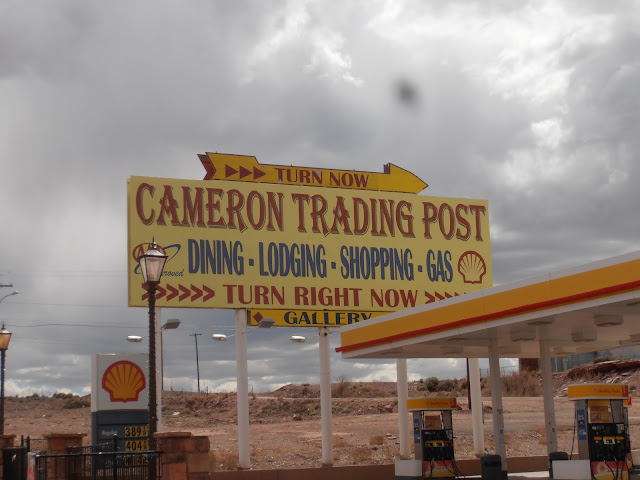 TURN NOW
CAMERON TRADING POST
DINING • LODGING • SHOPPING • GAS
TURN RIGHT NOW
GALLERY